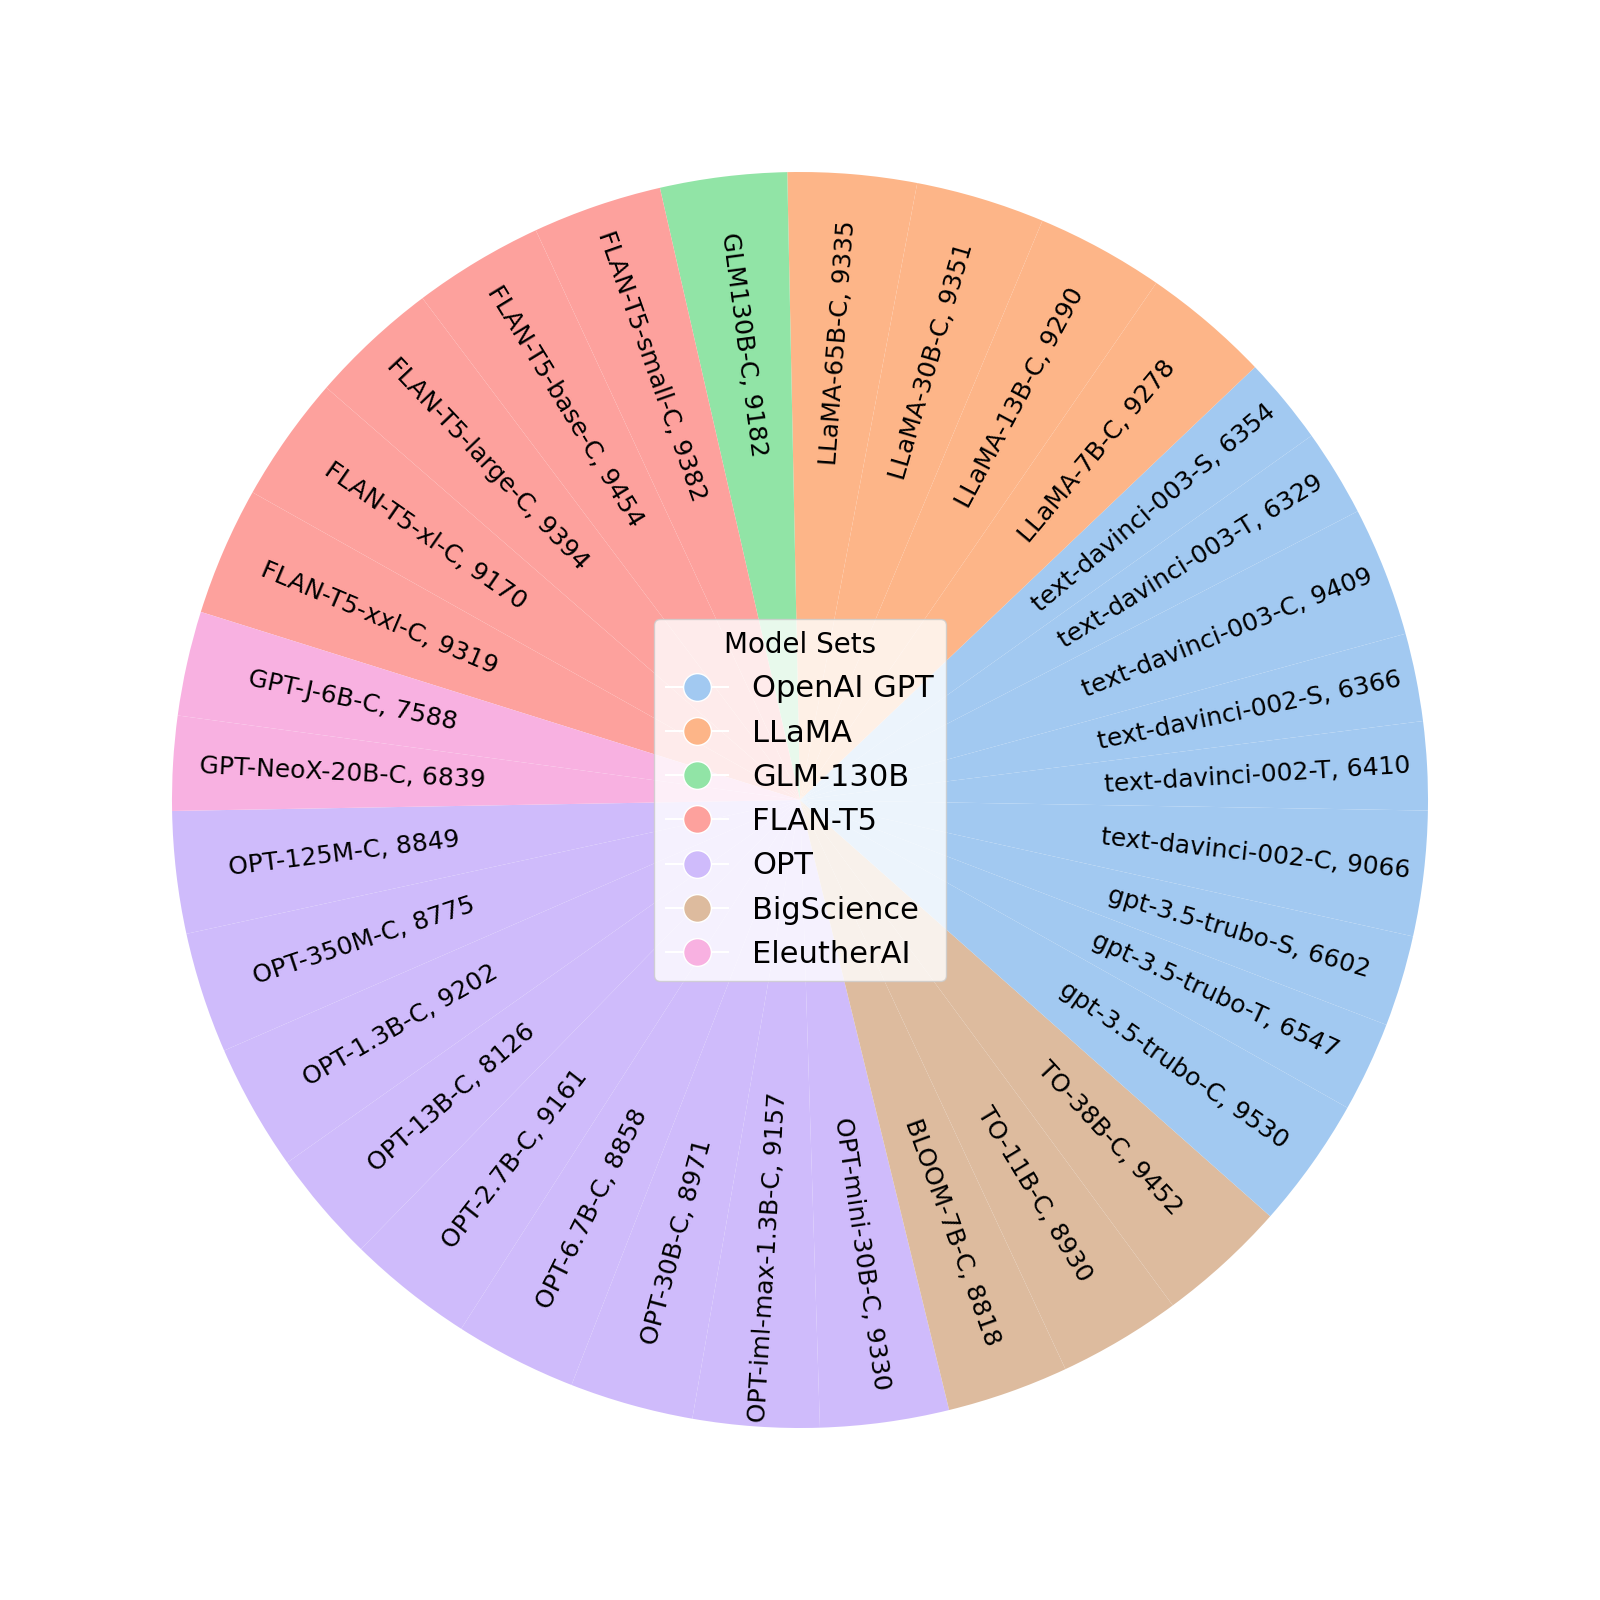 GLM130B-C, 9182
LLaMA-65B-C, 9335
LLaMA-30B-C, 9351
LLaMA-13B-C, 9290
LLaMA-7B-C, 9278
text-davinci-003-S, 6354
text-davinci-003-T, 6329
text-davinci-003-C, 9409
text-davinci-002-S, 6366
text-davinci-002-T, 6410
text-davinci-002-C, 9066
gpt-3.5-trubo-S, 6602
gpt-3.5-trubo-T, 6547
gpt-3.5-trubo-C, 9530
TO-38B-C, 9452
TO-11B-C, 8930
BLOOM-7B-C, 8818
OPT-mini-30B-C, 9330
OPT-iml-max-1.3B-C, 9157
OPT-30B-C, 8971
OPT-6.7B-C, 8858
OPT-2.7B-C, 9161
OPT-13B-C, 8126
OPT-1.3B-C, 9202
OPT-350M-C, 8775
OPT-125M-C, 8849
GPT-NeoX-20B-C, 6839
GPT-J-6B-C, 7588
FLAN-T5-xxl-C, 9319
FLAN-T5-xl-C, 9170
FLAN-T5-large-C, 9394
FLAN-T5-base-C, 9454
FLAN-T5-small-C, 9382
Model Sets
OpenAI GPT
LLaMA
GLM-130B
FLAN-T5
OPT
BigScience
EleutherAI